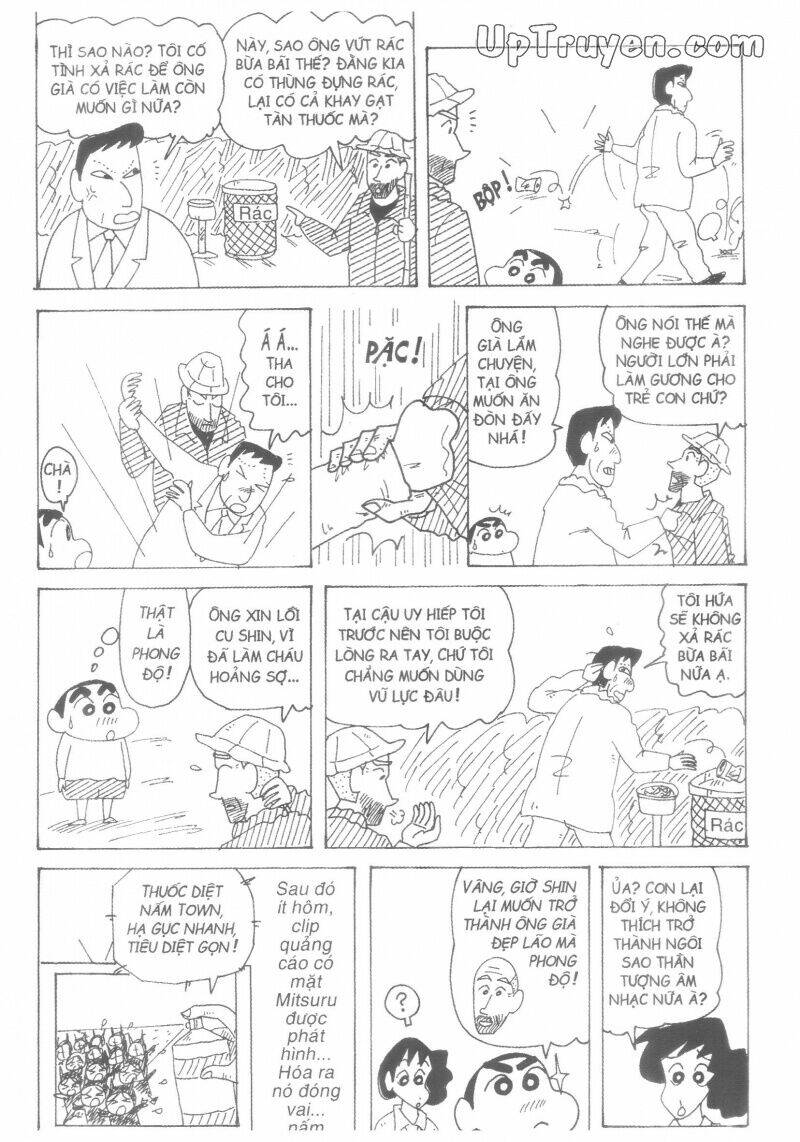 UpTruyen.com
NÀY, SAO ÔNG VỨT RÁC
BỪA BÃI THẾ? ĐẰNG KIA
CÓ THÙNG ĐỰNG RÁC,
LẠI CÓ CẢ KHAY GẠT
TÀN THUỐC MÀ?
THÌ SAO NÀO? TÔI CỐ
TÌNH XẢ RÁC ĐỂ ÔNG
GIÀ CÓ VIỆC LÀM CÒN
MUỐN GÌ NỮA?
Rác
BỘP!
ÔNG NÓI THẾ MÀ
NGHE ĐƯỢC À?
NGƯỜI LỚN PHẢI
LÀM GƯƠNG CHO
TRẺ CON CHỨ?
ÔNG
GIÀ LẮM
CHUYỆN,
TẠI ÔNG
MUỐN ĂN
ĐÒN ĐẤY
NHÁ!
PẶC!
Á Á...
THA
CHO
TÔI...
CHÀ
!
TÔI HỨA
SẼ KHÔNG
XẢ RÁC
BỪA BÃI
NỮA Ạ.
TẠI CẬU UY HIẾP TÔI
TRƯỚC NÊN TÔI BUỘC
LÒNG RA TAY, CHỨ TÔI
CHẲNG MUỐN DÙNG
VŨ LỰC ĐÂU!
Rác
ÔNG XIN LỖI
CU SHIN, VÌ
ĐÃ LÀM CHÁU
HOẢNG SỢ...
THẬT
LÀ
PHONG
ĐỘ!
ỦA? CON LẠI
ĐỔI Ý, KHÔNG
THÍCH TRỞ
THÀNH NGÔI
SAO THẦN
TƯỢNG ÂM
NHẠC NỮA À?
VÂNG, GIỜ SHIN
LẠI MUỐN TRỞ
THÀNH ÔNG GIÀ
ĐẸP LÃO MÀ
PHONG
ĐỘ!
?
Sau đó
ít hôm,
clip
quảng
cáo có
mặt
Mitsuru
được
phát
hình...
Hóa ra
nó đóng
vai...
nấm
THUỐC DIỆT
NẤM TOWN,
HẠ GỤC NHANH,
TIÊU DIỆT GỌN!